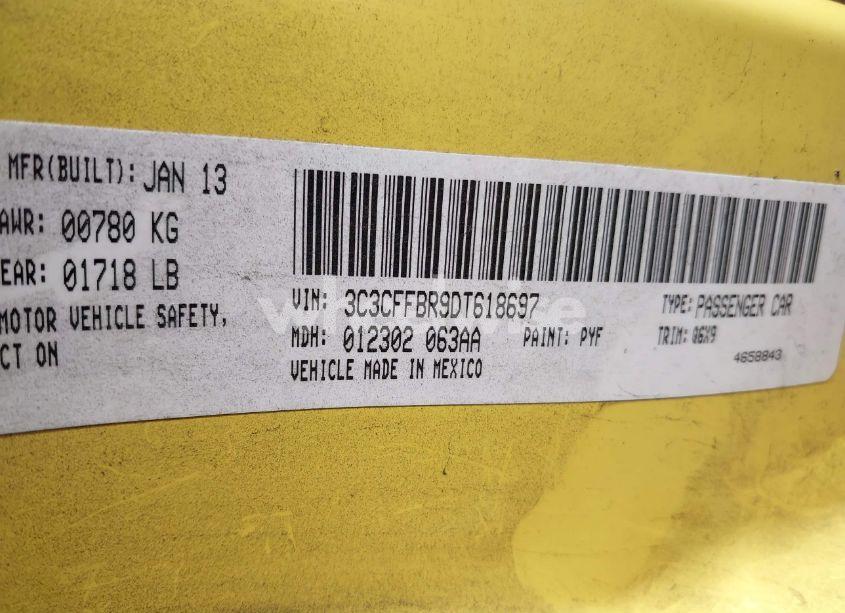 MFR(BUILT): JAN 13
AWR: 00780 KG
EAR: 01718 LB
MOTOR VEHICLE SAFETY,
CT ON
VIN: 3C3CFFBR9DT618697 TYPE: PASSENGER CAR
MDH: 012302 063AA PAINT: PYF TRIM: Q6X9
VEHICLE MADE IN MEXICO 4658843